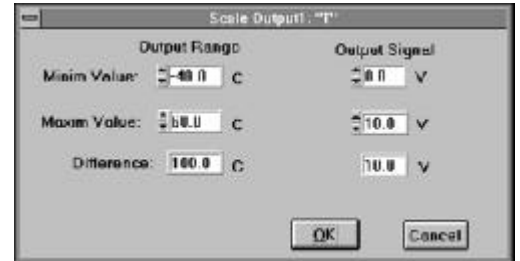 Scale Output1. "T"
Output Range Output Signal
Minim Value: -40.0 C 0.0 V
Maxim Value: 60.0 C 10.0 V
Difference: 100.0 C 10.0 V
OK Cancel